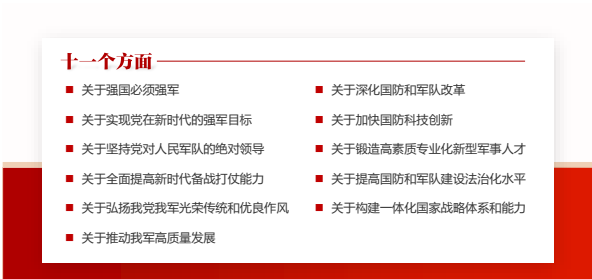 十一个方面
关于强国必须强军
关于实现党在新时代的强军目标
关于坚持党对人民军队的绝对领导
关于全面提高新时代备战打仗能力
关于弘扬我党我军光荣传统和优良作风
关于推动我军高质量发展
关于深化国防和军队改革
关于加快国防科技创新
关于锻造高素质专业化新型军事人才
关于提高国防和军队建设法治化水平
关于构建一体化国家战略体系和能力